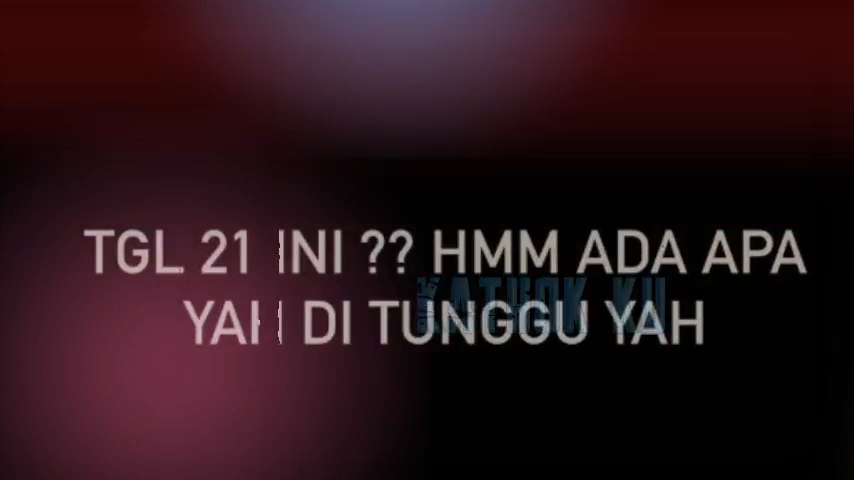 TGL 21 INI ?? HMM ADA APA
YAH DI TUNGGU YAH